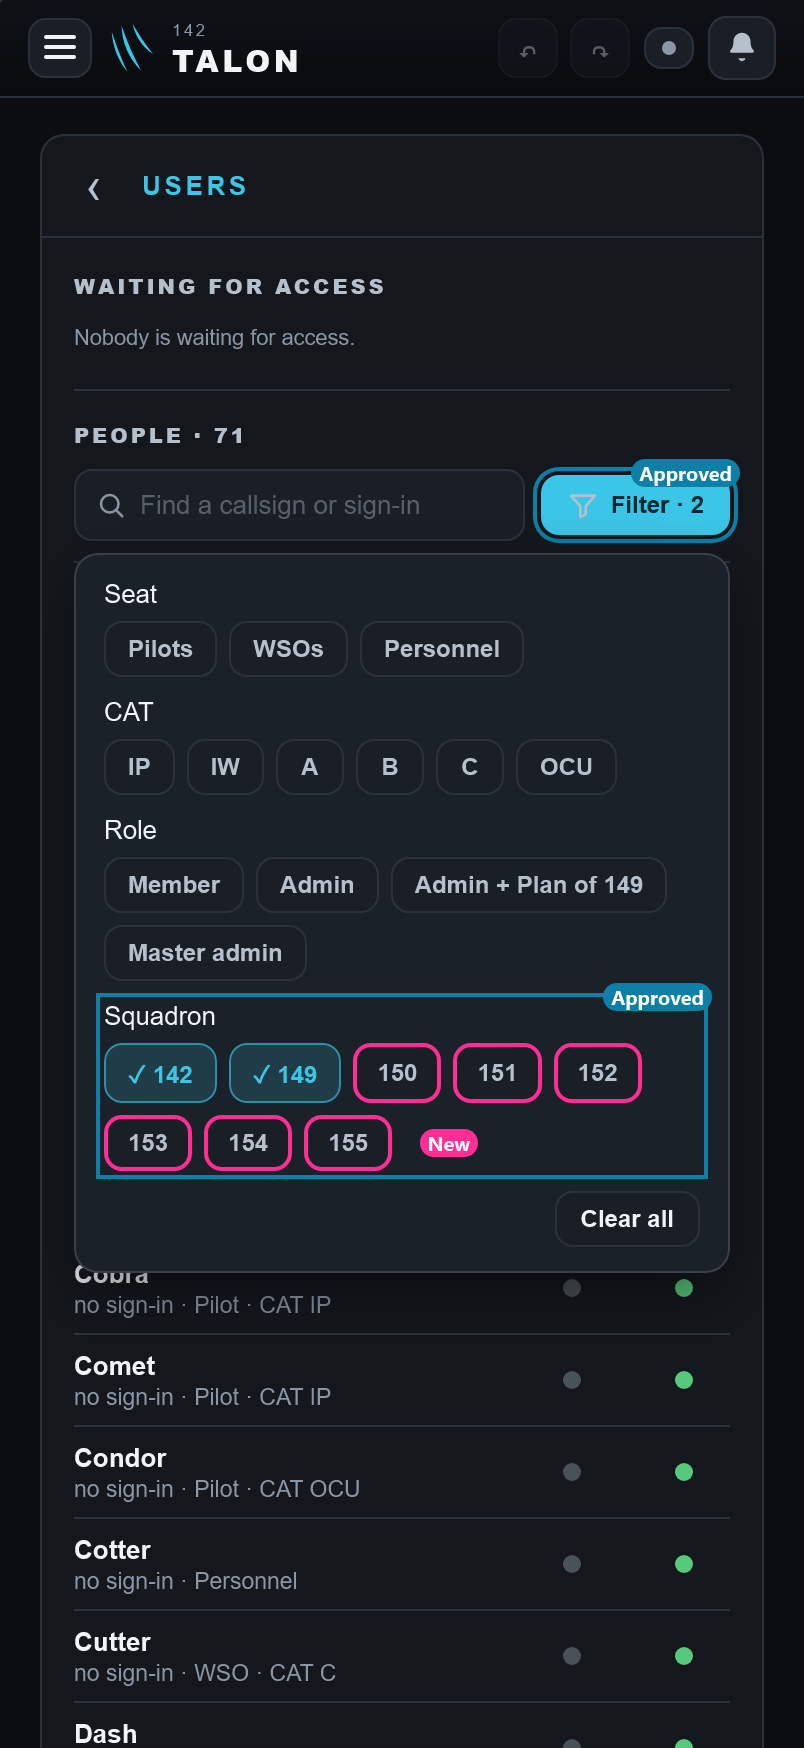 142
TALON
USERS
WAITING FOR ACCESS
Nobody is waiting for access.
PEOPLE · 71
Approved
Find a callsign or sign-in
Filter · 2
Seat
Pilots WSOs Personnel
CAT
IP IW A B C OCU
Role
Member Admin Admin + Plan of 149
Master admin
Approved
Squadron
✓ 142 ✓ 149 150 151 152
153 154 155 New
Clear all
Cobra
no sign-in · Pilot · CAT IP
Comet
no sign-in · Pilot · CAT IP
Condor
no sign-in · Pilot · CAT OCU
Cotter
no sign-in · Personnel
Cutter
no sign-in · WSO · CAT C
Dash